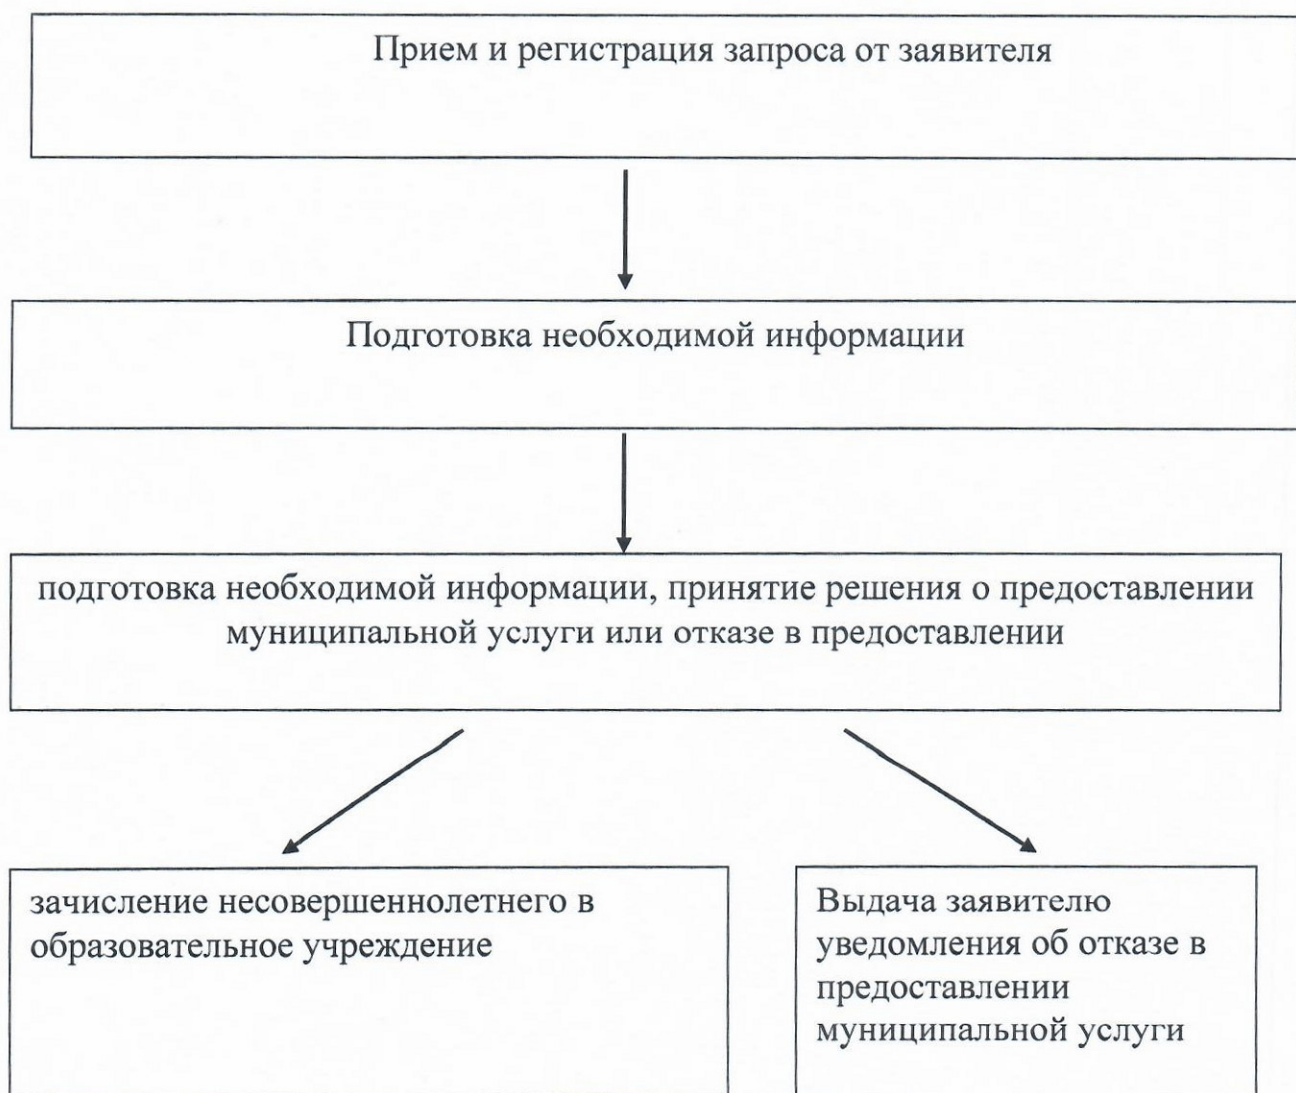 Прием и регистрация запроса от заявителя
Подготовка необходимой информации
подготовка необходимой информации, принятие решения о предоставлении
муниципальной услуги или отказе в предоставлении
зачисление несовершеннолетнего в
образовательное учреждение
Выдача заявителю
уведомления об отказе в
предоставлении
муниципальной услуги